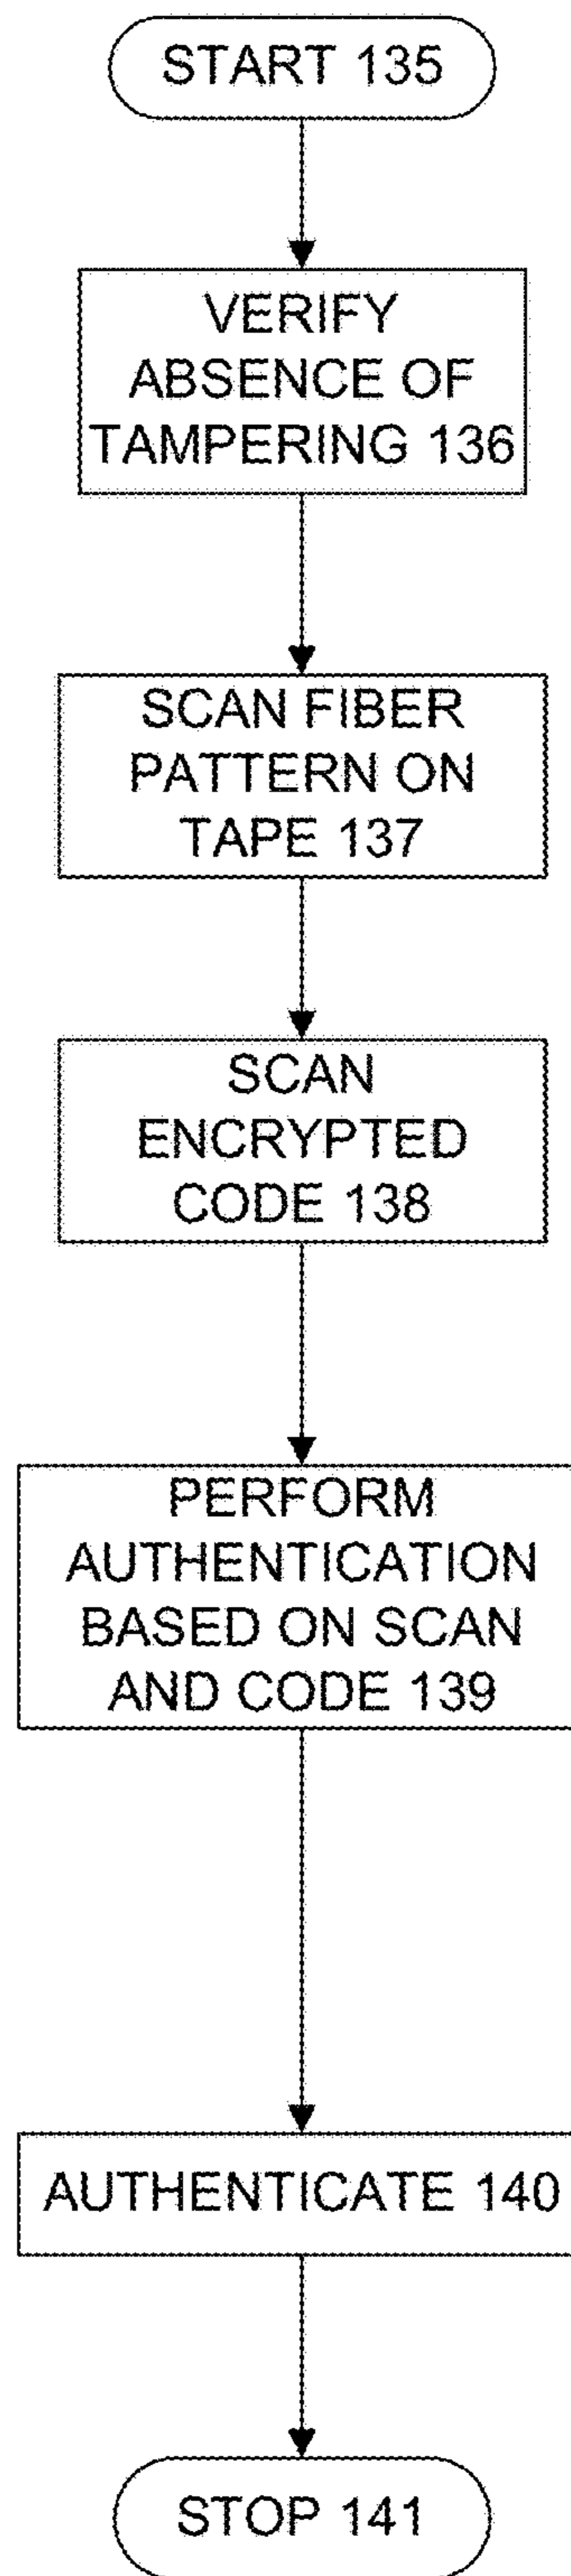 START 135
VERIFY
ABSENCE OF
TAMPERING 136
SCAN FIBER
PATTERN ON
TAPE 137
SCAN
ENCRYPTED
CODE 138
PERFORM
AUTHENTICATION
BASED ON SCAN
AND CODE 139
AUTHENTICATE 140
STOP 141